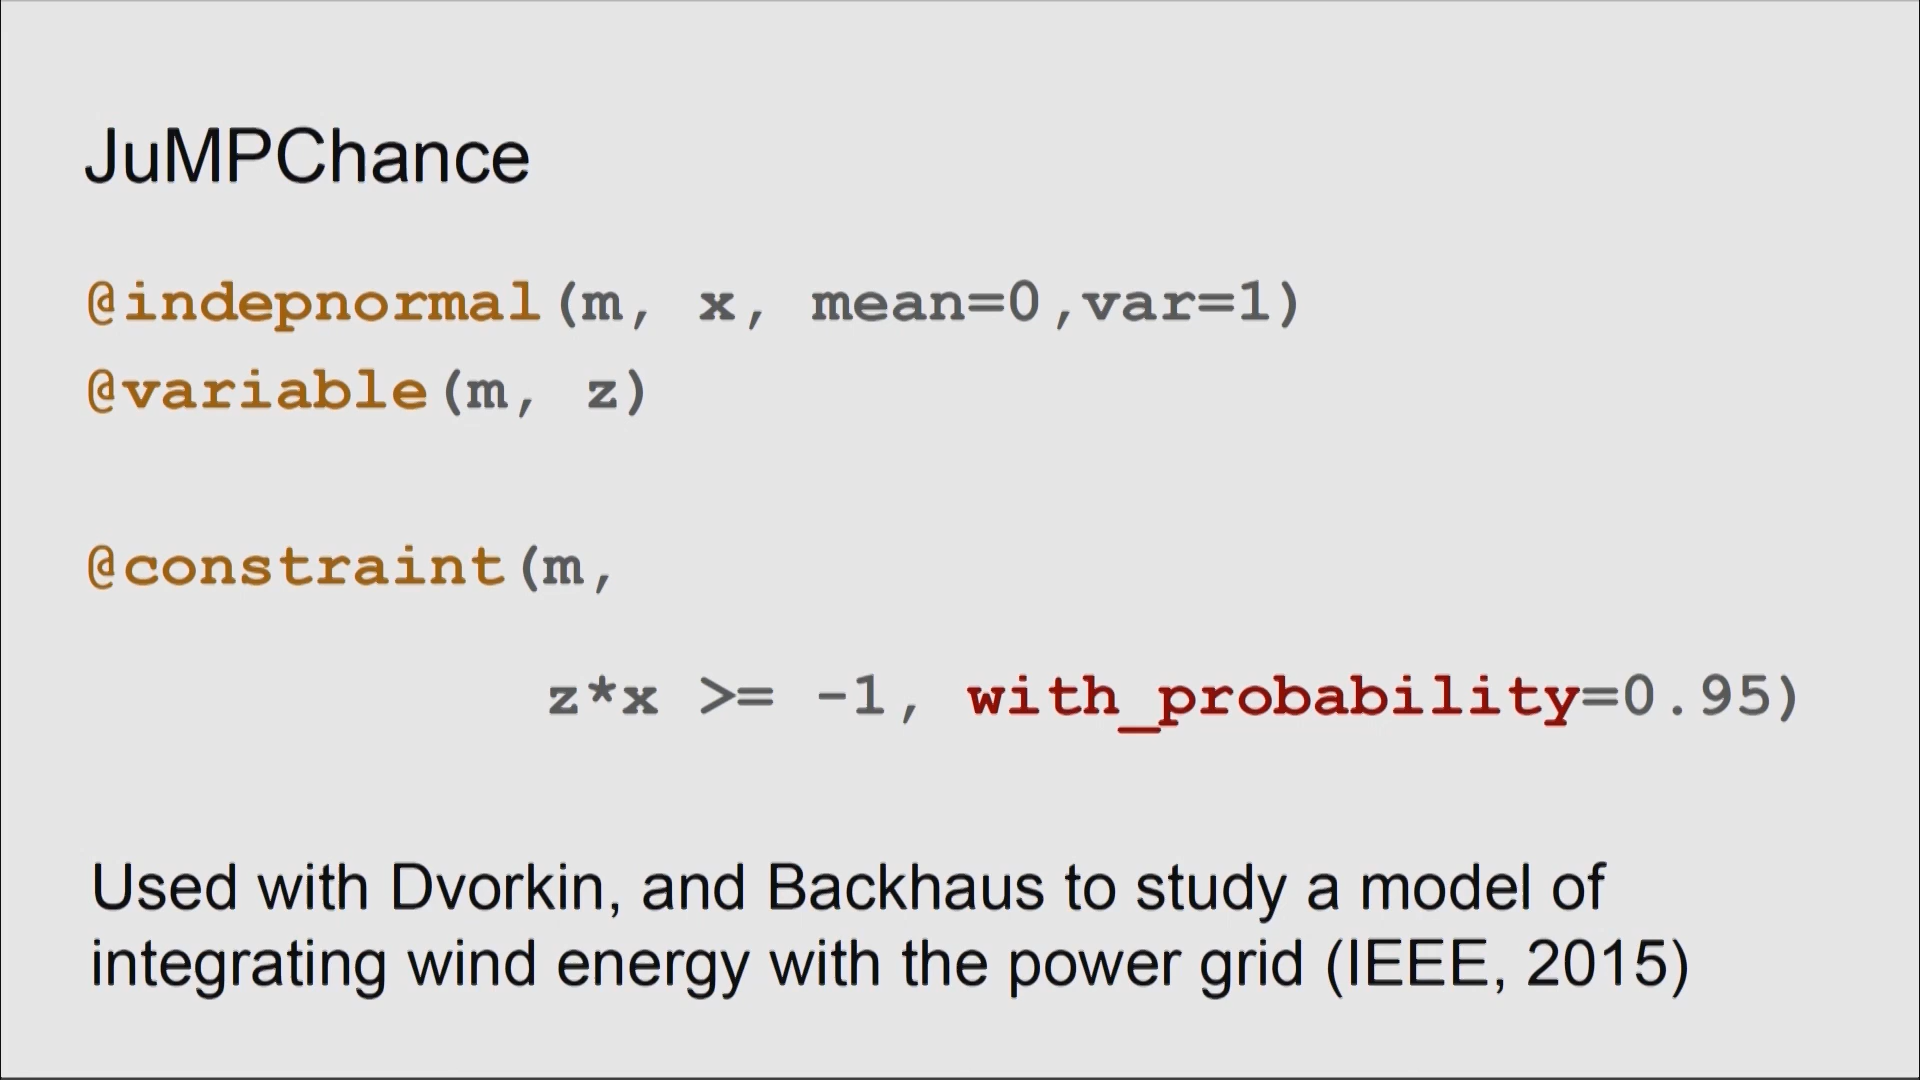 JuMPChance
@indepnormal(m, x, mean=0,var=1)
@variable(m, z)
@constraint(m,
z*x >= -1, with_probability=0.95)
Used with Dvorkin, and Backhaus to study a model of
integrating wind energy with the power grid (IEEE, 2015)